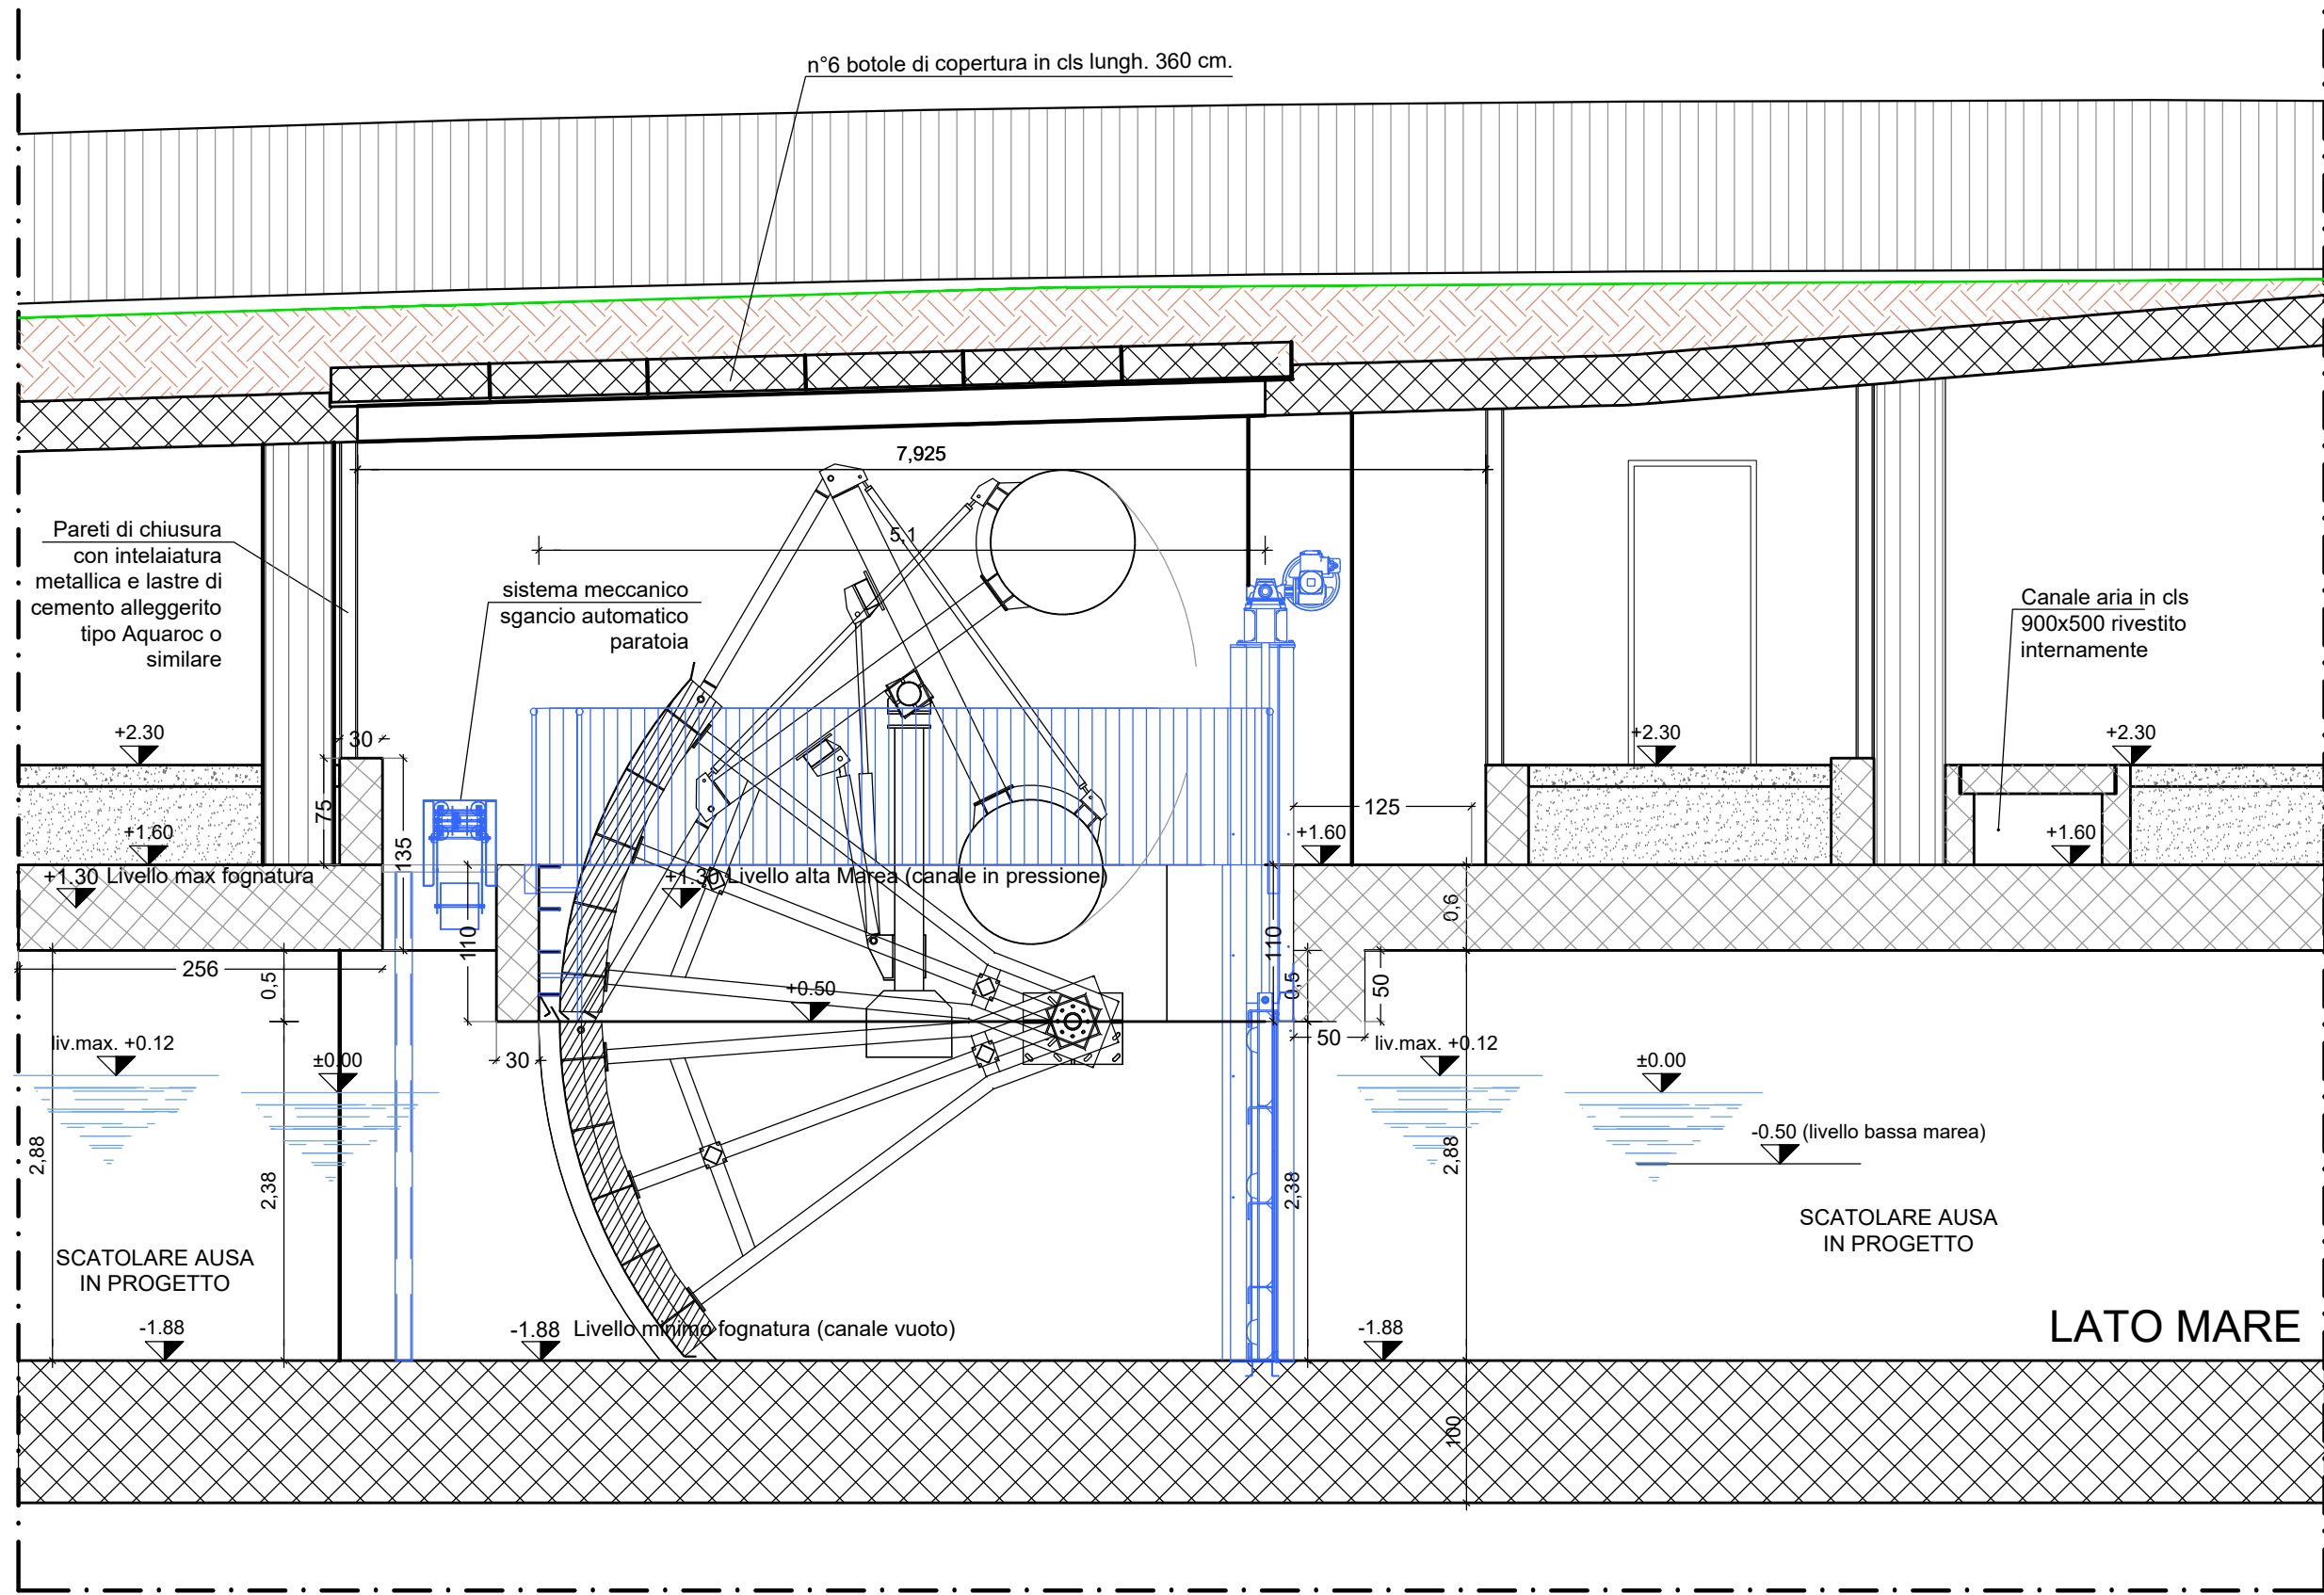 n°6 botole di copertura in cls lungh. 360 cm.
7,925
5,1
Pareti di chiusura
con intelaiatura
metallica e lastre di
cemento alleggerito
tipo Aquaroc o
similare
sistema meccanico
sgancio automatico
paratoia
Canale aria in cls
900x500 rivestito
internamente
+2.30
30
+2.30
+2.30
75
135
125
+1.60
+1.60
+1.60
+1.30 Livello max fognatura
+1.30 Livello alta Marea (canale in pressione)
0,6
110
110
256
0,5
0,5
50
+0.50
30
50
liv.max. +0.12
±0.00
liv.max. +0.12
±0.00
-0.50 (livello bassa marea)
2,88
2,38
2,38
2,88
SCATOLARE AUSA
IN PROGETTO
SCATOLARE AUSA
IN PROGETTO
-1.88
-1.88 Livello minimo fognatura (canale vuoto)
-1.88
LATO MARE
100